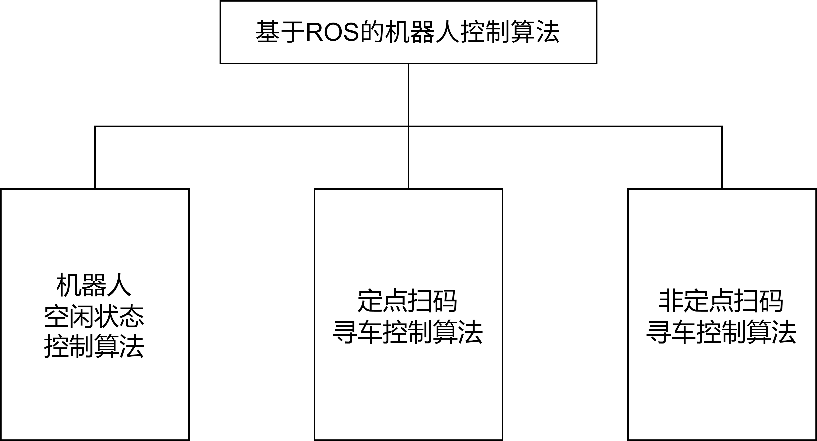 基于ROS的机器人控制算法
机器人
空闲状态
控制算法
定点扫码
寻车控制算法
非定点扫码
寻车控制算法